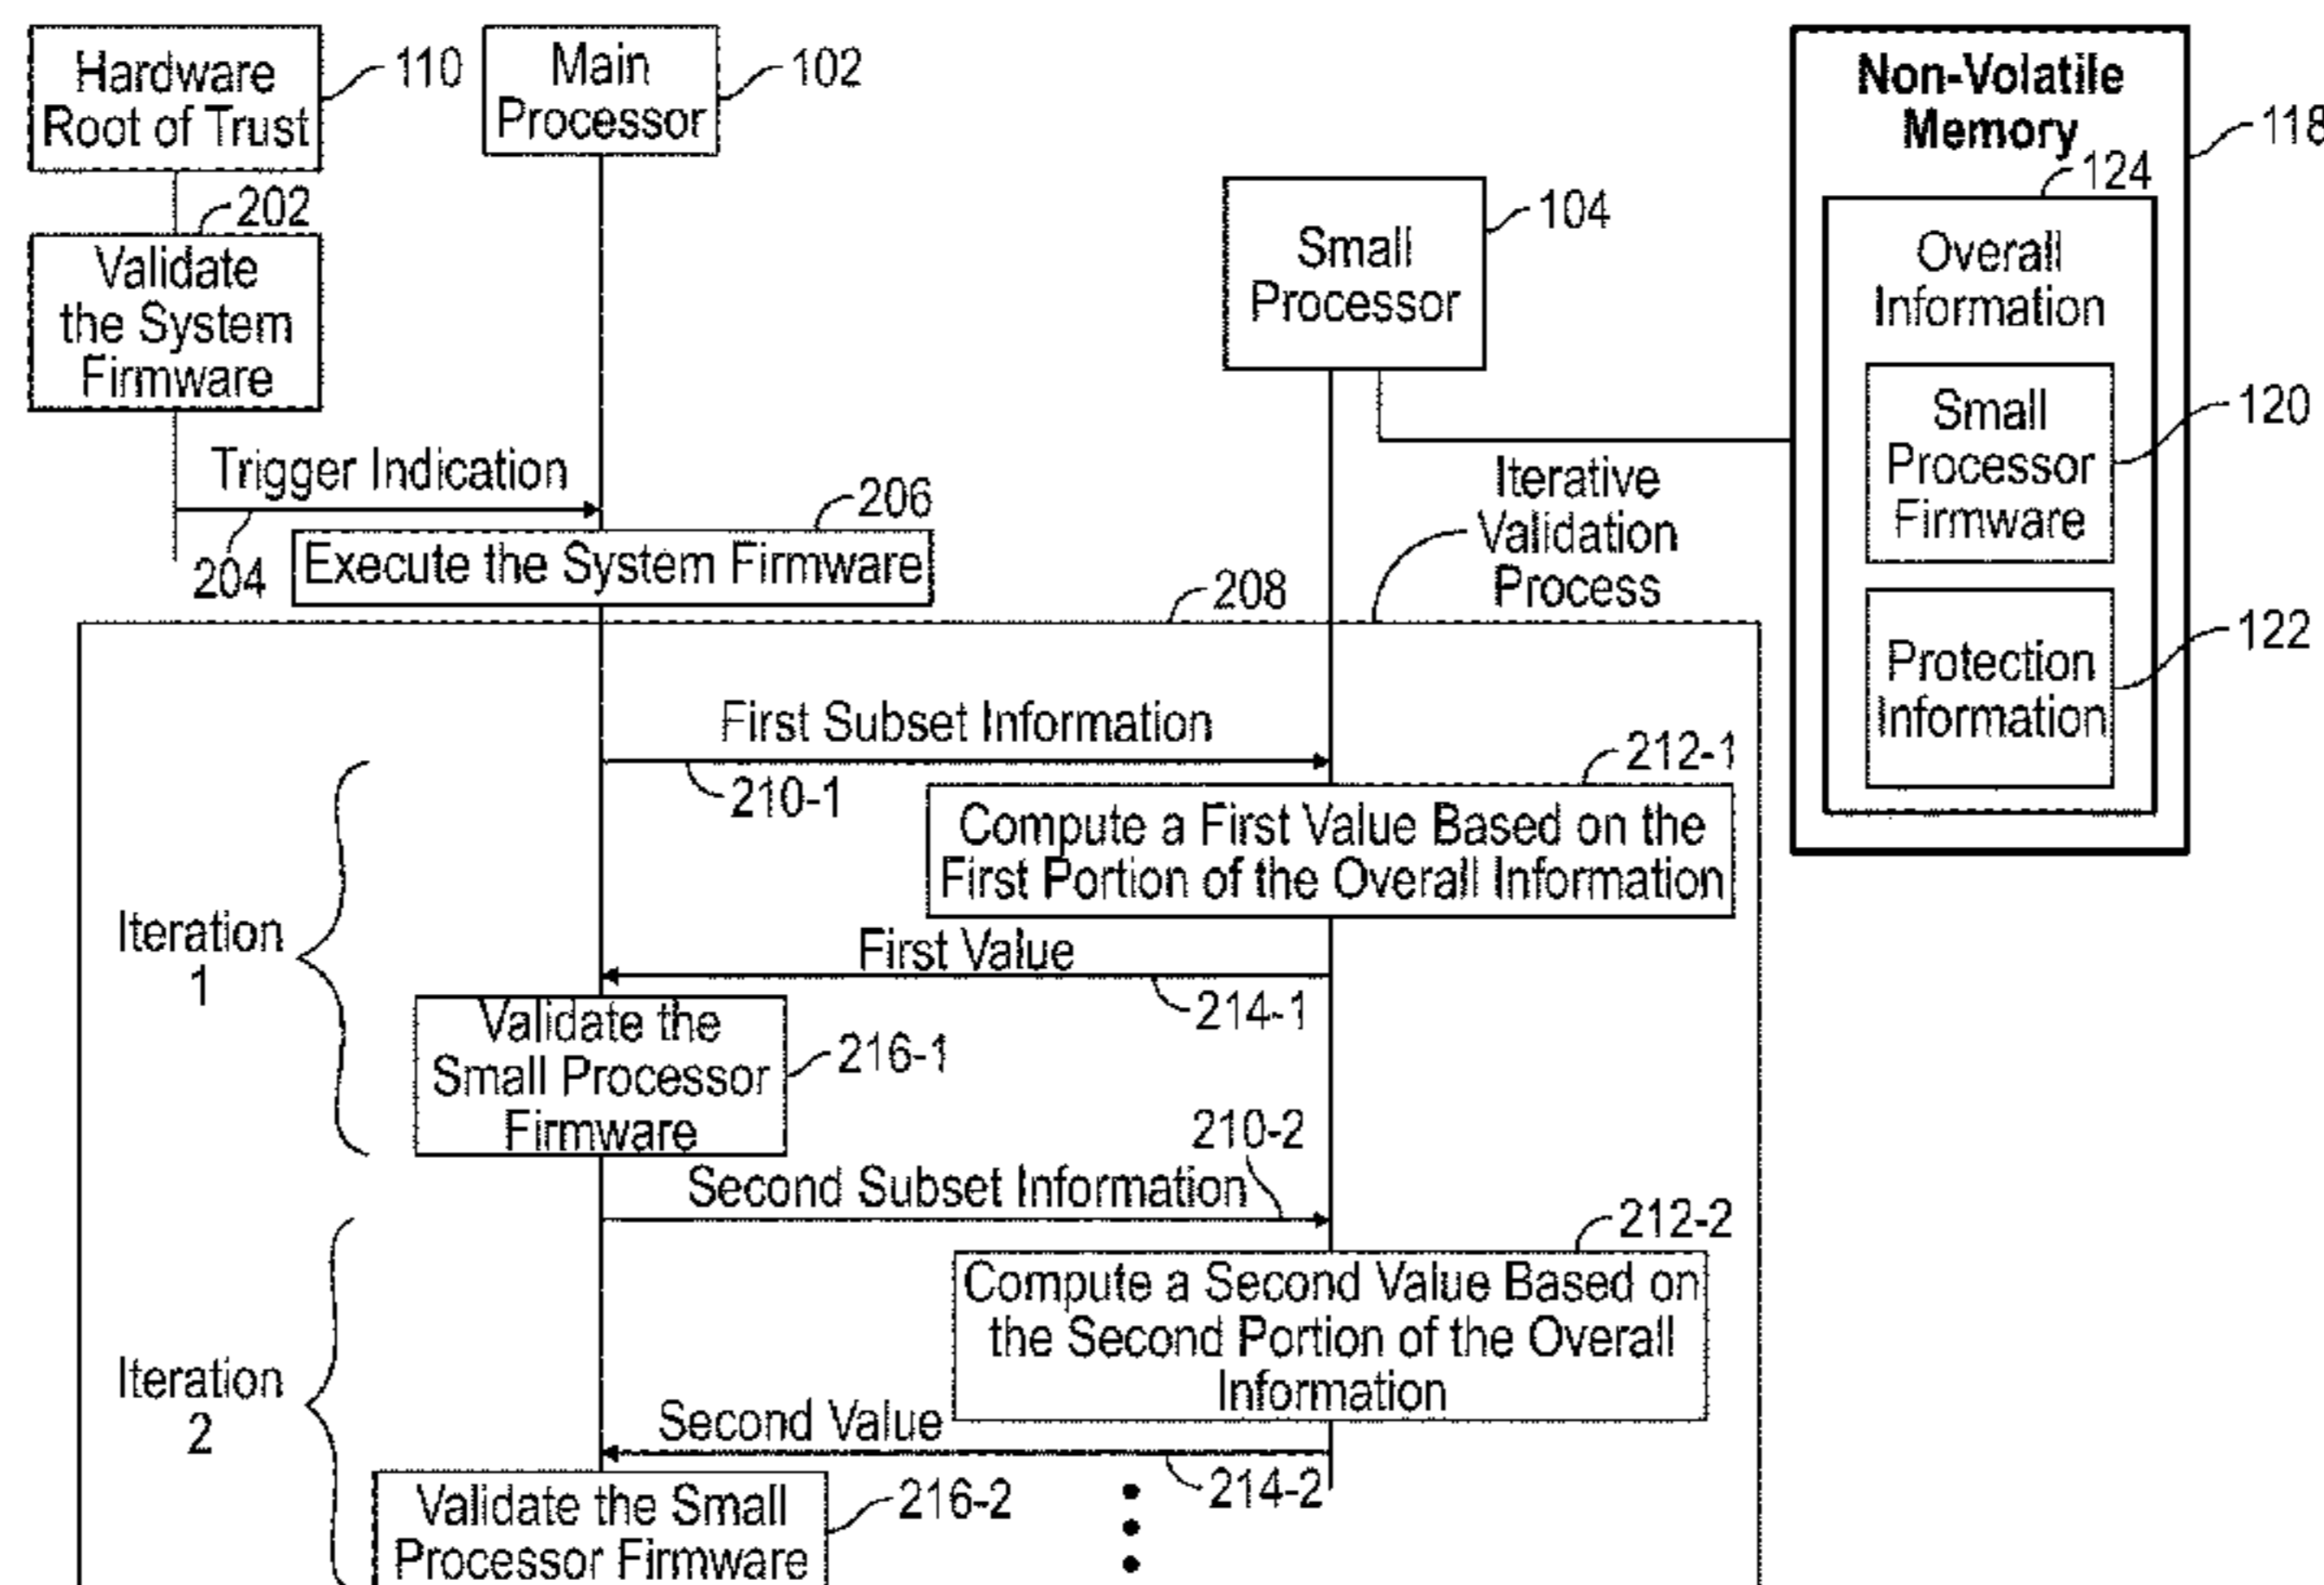 Hardware
Root of Trust
110
Main
Processor
102
Non-Volatile
Memory
118
124
Small
Processor
104
202
Validate
the System
Firmware
Overall
Information
Small
Processor
Firmware
120
Trigger Indication
204
206
Execute the System Firmware
Iterative
Validation
Process
208
Protection
Information
122
First Subset Information
210-1
212-1
Compute a First Value Based on the
First Portion of the Overall Information
Iteration
1
First Value
214-1
Validate the
Small Processor
Firmware
216-1
210-2
Second Subset Information
212-2
Compute a Second Value Based on
the Second Portion of the Overall
Information
Iteration
2
Second Value
214-2
Validate the Small
Processor Firmware
216-2